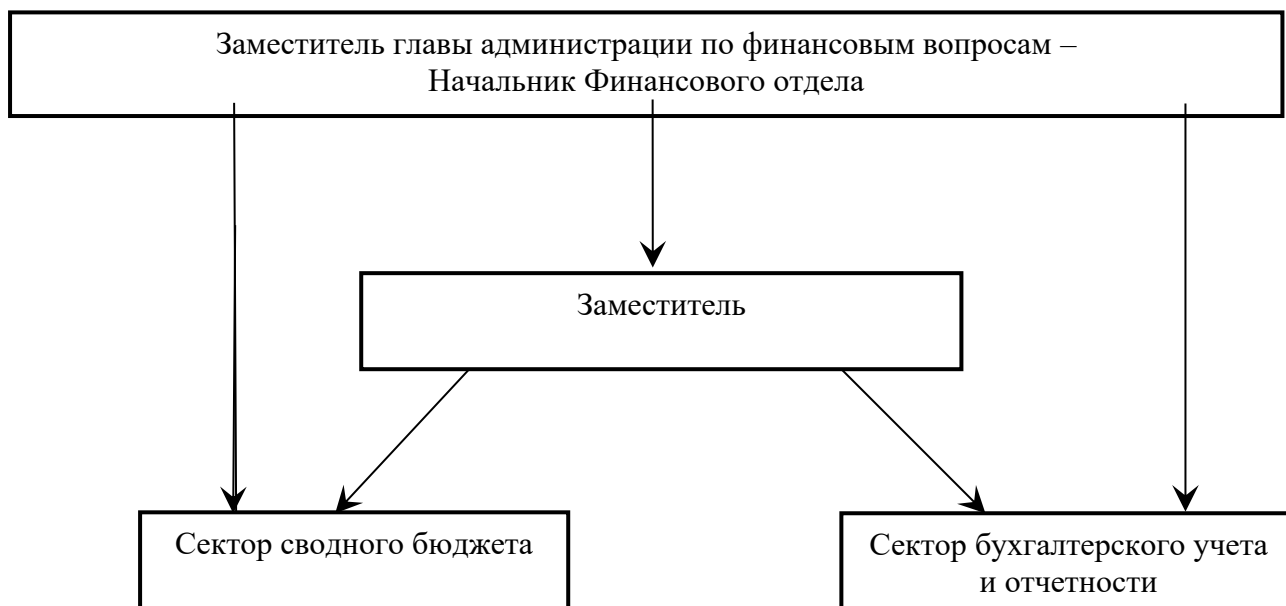 Заместитель главы администрации по финансовым вопросам –
Начальник Финансового отдела
Заместитель
Сектор сводного бюджета
Сектор бухгалтерского учета
и отчетности